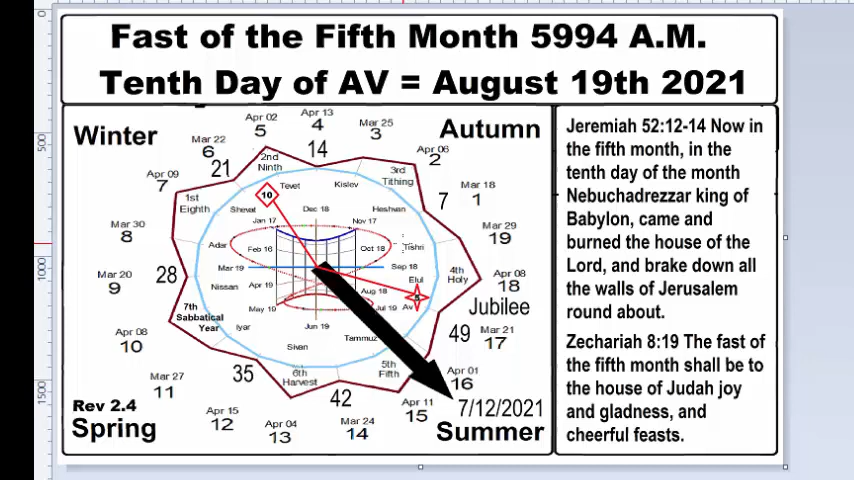 Fast of the Fifth Month 5994 A.M.
Tenth Day of AV = August 19th 2021
Winter
Autumn
Apr 02
5
Apr 13
4
Mar 25
3
Apr 06
2
Mar 18
1
Mar 29
19
Apr 08
18
Mar 21
17
Apr 01
16
Apr 11
15
Mar 24
14
Apr 04
13
Apr 15
12
Mar 27
11
Apr 08
10
Mar 20
9
Mar 30
8
Apr 09
7
Mar 22
6
14
7
Jubilee
49
42
35
28
21
2nd
Ninth
3rd
Tithing
4th
Holy
5th
Fifth
6th
Harvest
7th
Sabbatical
Year
1st
Eighth
Tevet
Kislev
Heshvan
Tishri
Elul
Av
Tammuz
Sivan
Iyar
Nissan
Adar
Shevat
10
5
Dec 18
Nov 17
Oct 18
Sep 18
Aug 18
Jul 19
Jun 19
May 19
Apr 19
Mar 19
Feb 16
Jan 17
Rev 2.4
Spring
7/12/2021
Summer
Jeremiah 52:12-14 Now in
the fifth month, in the
tenth day of the month
Nebuchadrezzar king of
Babylon, came and
burned the house of the
Lord, and brake down all
the walls of Jerusalem
round about.
Zechariah 8:19 The fast of
the fifth month shall be to
the house of Judah joy
and gladness, and
cheerful feasts.
0
500
1000
1500